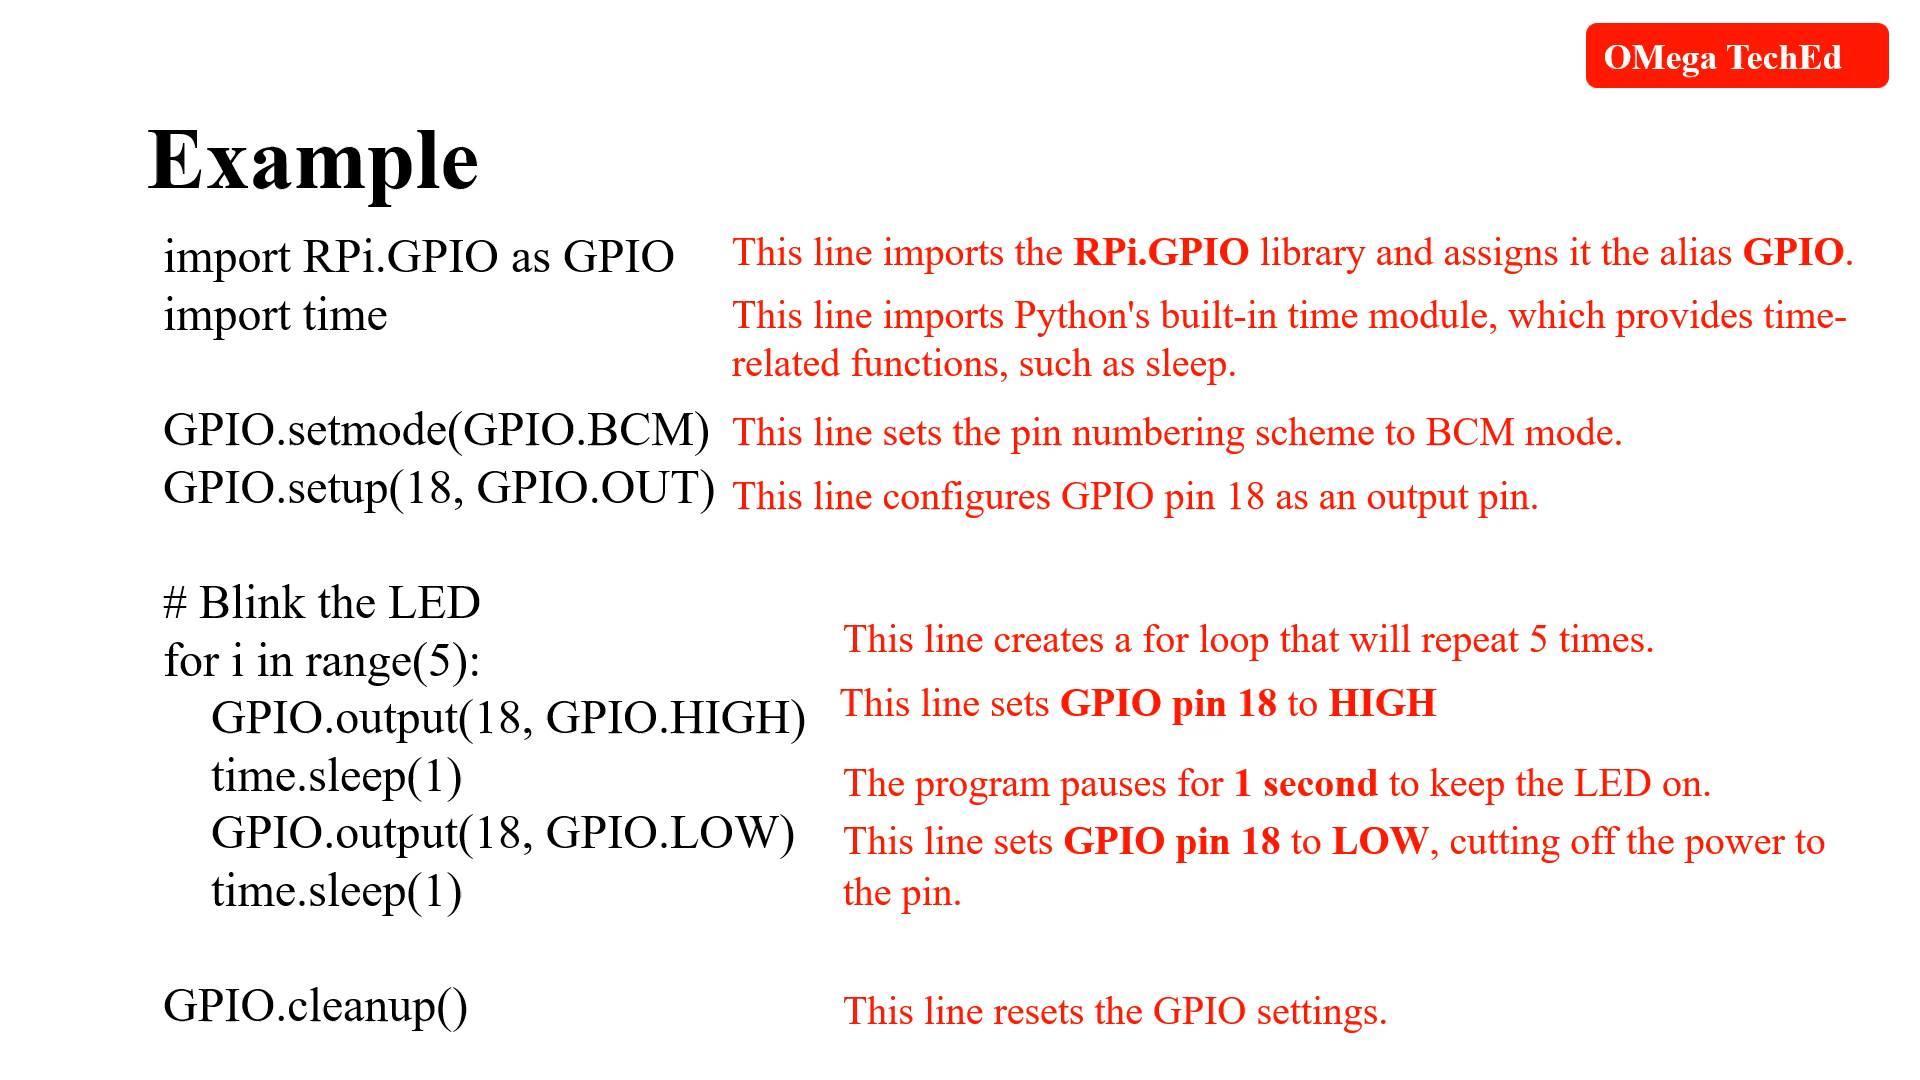 OMega TechEd
Example
import RPi.GPIO as GPIO
This line imports the RPi.GPIO library and assigns it the alias GPIO.
import time
This line imports Python's built-in time module, which provides time-
related functions, such as sleep.
GPIO.setmode(GPIO.BCM)
This line sets the pin numbering scheme to BCM mode.
GPIO.setup(18, GPIO.OUT)
This line configures GPIO pin 18 as an output pin.
# Blink the LED
for i in range(5):
This line creates a for loop that will repeat 5 times.
GPIO.output(18, GPIO.HIGH)
This line sets GPIO pin 18 to HIGH
time.sleep(1)
The program pauses for 1 second to keep the LED on.
GPIO.output(18, GPIO.LOW)
This line sets GPIO pin 18 to LOW, cutting off the power to
the pin.
time.sleep(1)
GPIO.cleanup()
This line resets the GPIO settings.